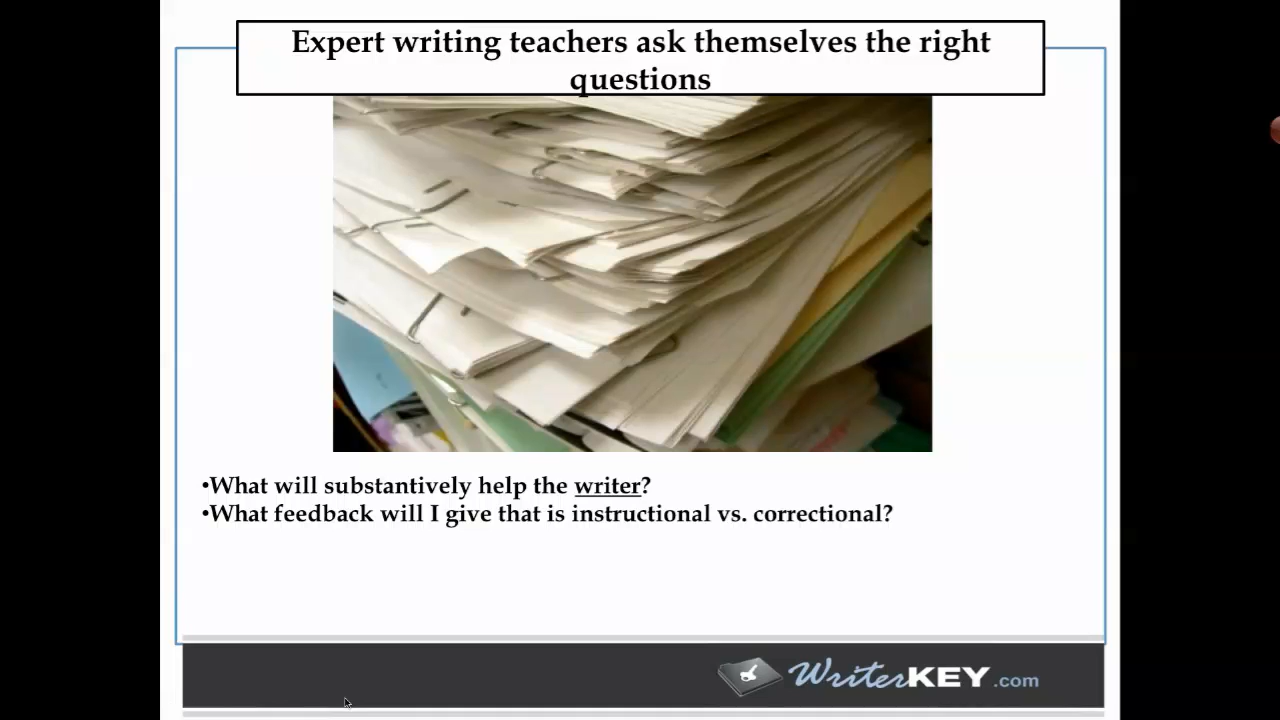 Expert writing teachers ask themselves the right
questions
•What will substantively help the writer?
•What feedback will I give that is instructional vs. correctional?
WriterKEY.com